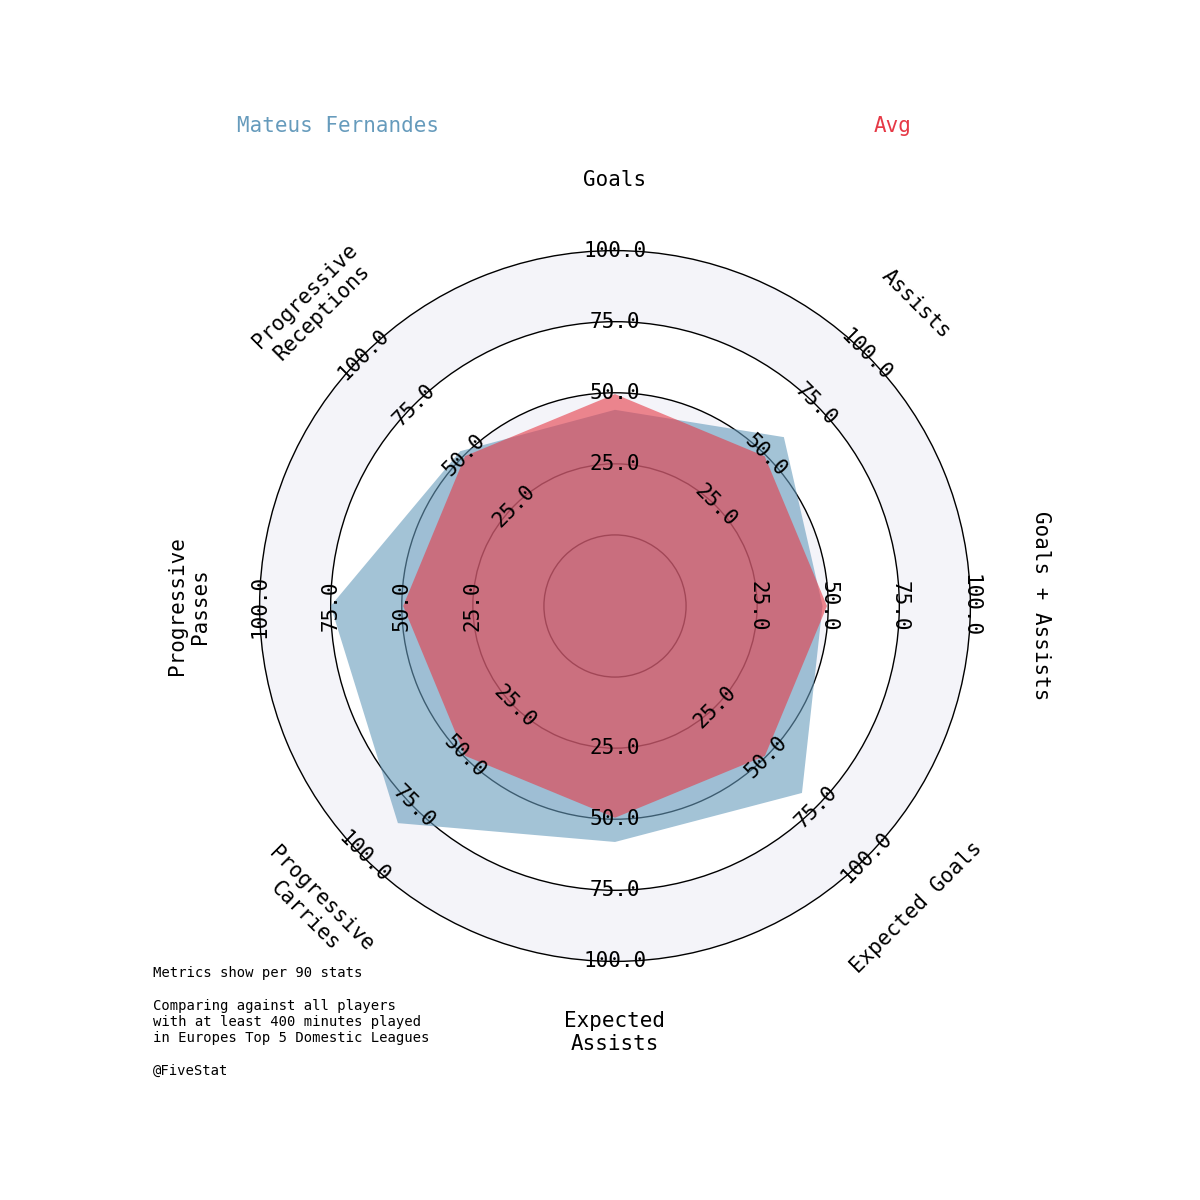 Mateus Fernandes
Avg
Goals
Progressive
Receptions
Assists
100.0
75.0
50.0
25.0
100.0
75.0
50.0
25.0
Goals + Assists
100.0
75.0
50.0
25.0
Expected Goals
100.0
75.0
50.0
25.0
Expected
Assists
100.0
75.0
50.0
25.0
Progressive
Carries
100.0
75.0
50.0
25.0
Progressive
Passes
100.0
75.0
50.0
25.0
100.0
75.0
50.0
25.0
Metrics show per 90 stats
Comparing against all players
with at least 400 minutes played
in Europes Top 5 Domestic Leagues
@FiveStat